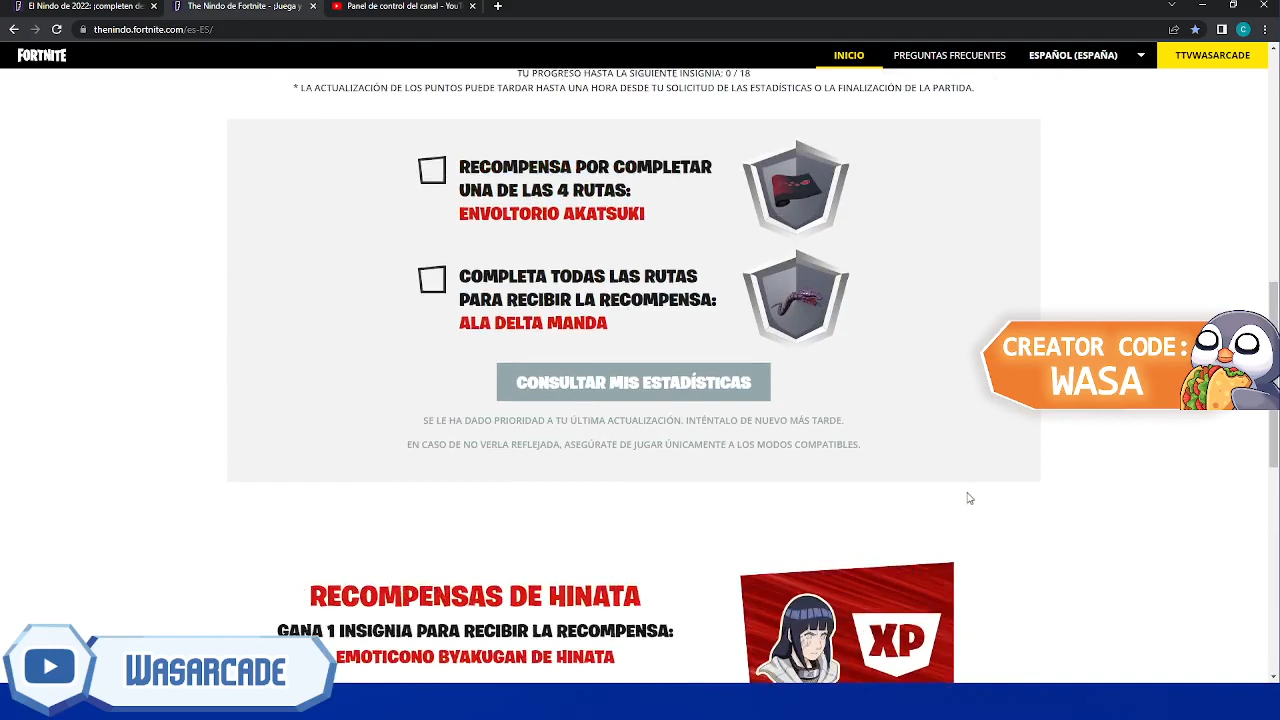 El Nindo de 2022: ¡completen de
The Nindo de Fortnite - Juega y
Panel de control del canal - YouT
thenindo.fortnite.com/es-ES/
FORTNITE
INICIO
PREGUNTAS FRECUENTES
ESPAÑOL (ESPAÑA)
TTVWASARCADE
TU PROGRESO HASTA LA SIGUIENTE INSIGNIA: 0 / 18
* LA ACTUALIZACIÓN DE LOS PUNTOS PUEDE TARDAR HASTA UNA HORA DESDE TU SOLICITUD DE LAS ESTADÍSTICAS O LA FINALIZACIÓN DE LA PARTIDA.
RECOMPENSA POR COMPLETAR
UNA DE LAS 4 RUTAS:
ENVOLTORIO AKATSUKI
COMPLETA TODAS LAS RUTAS
PARA RECIBIR LA RECOMPENSA:
ALA DELTA MANDA
CREATOR CODE:
WASA
CONSULTAR MIS ESTADÍSTICAS
SE LE HA DADO PRIORIDAD A TU ÚLTIMA ACTUALIZACIÓN. INTÉNTALO DE NUEVO MÁS TARDE.
EN CASO DE NO VERLA REFLEJADA, ASEGÚRATE DE JUGAR ÚNICAMENTE A LOS MODOS COMPATIBLES.
RECOMPENSAS DE HINATA
GANA 1 INSIGNIA PARA RECIBIR LA RECOMPENSA:
EMOTICONO BYAKUGAN DE HINATA
XP
WASARCADE